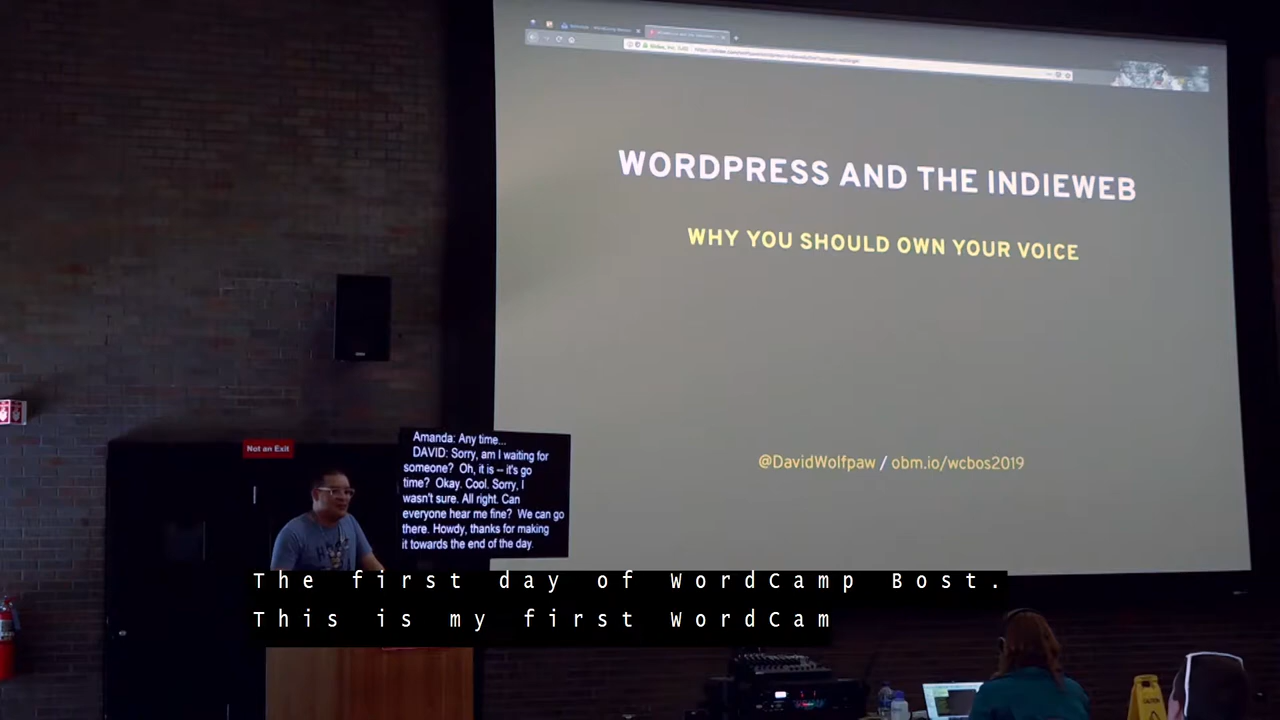 WORDPRESS AND THE INDIEWEB
WHY YOU SHOULD OWN YOUR VOICE
@DavidWolfpaw / obm.io/wcbos2019
Not an Exit
Amanda: Any time...
DAVID: Sorry, am I waiting for
someone? Oh, it is -- it's go
time? Okay. Cool. Sorry, I
wasn't sure. All right. Can
everyone hear me fine? We can go
there. Howdy, thanks for making
it towards the end of the day.
The first day of WordCamp Bost.
This is my first WordCam
CAUTION